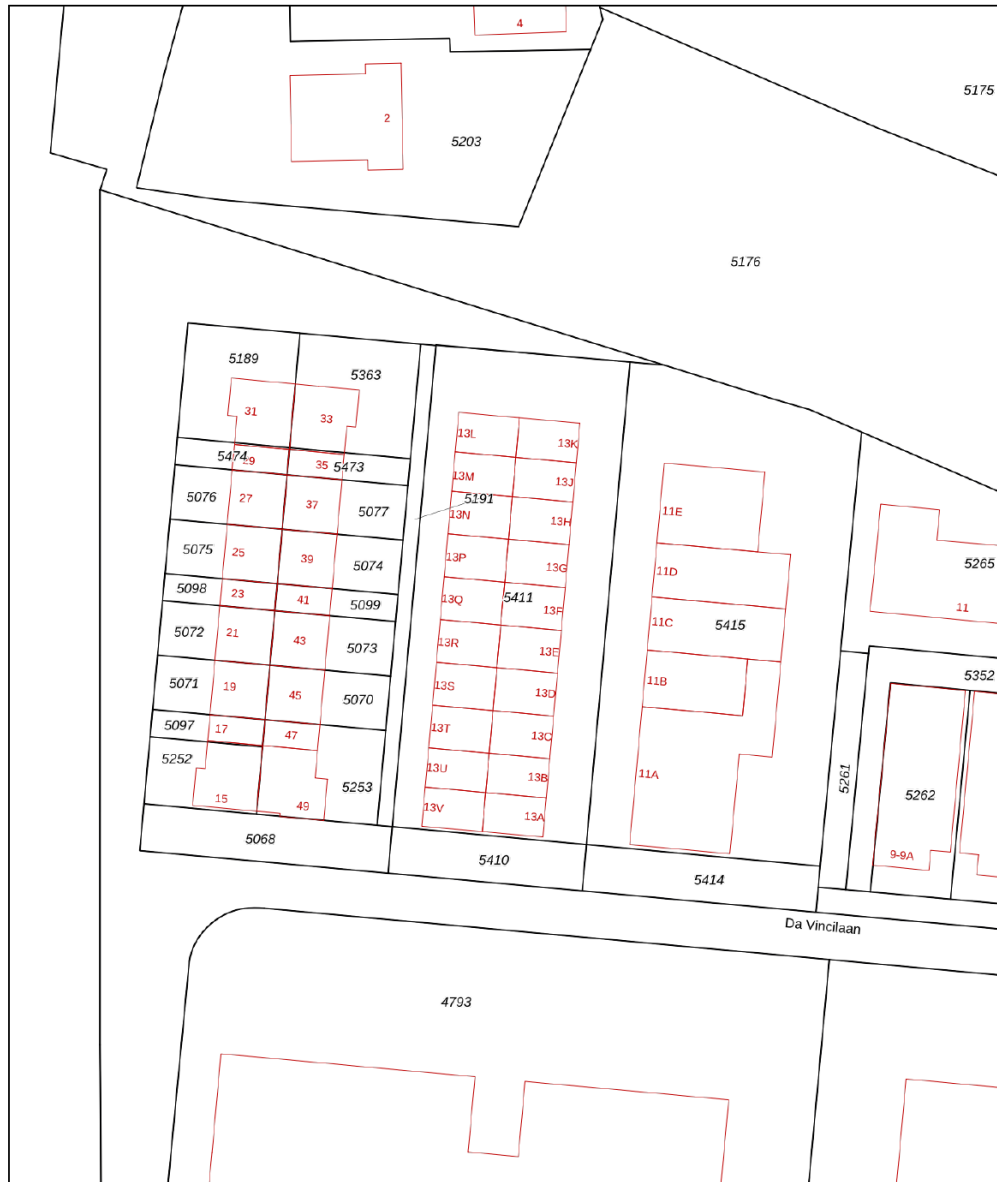 4
5175
2
5203
5176
5189
5363
31
33
13L
13K
5474
29
35
5473
13M
13J
5076
27
37
5077
5191
13N
13H
11E
5075
25
39
5074
13P
13G
11D
5265
5098
23
41
5099
13Q
5411
13F
11
5072
21
43
5073
13R
13E
11C
5415
5071
19
45
5070
13S
13D
11B
5352
5097
17
47
13T
13C
5252
15
49
5253
13U
13B
11A
5261
5262
13V
13A
5068
5410
5414
9-9A
Da Vincilaan
4793